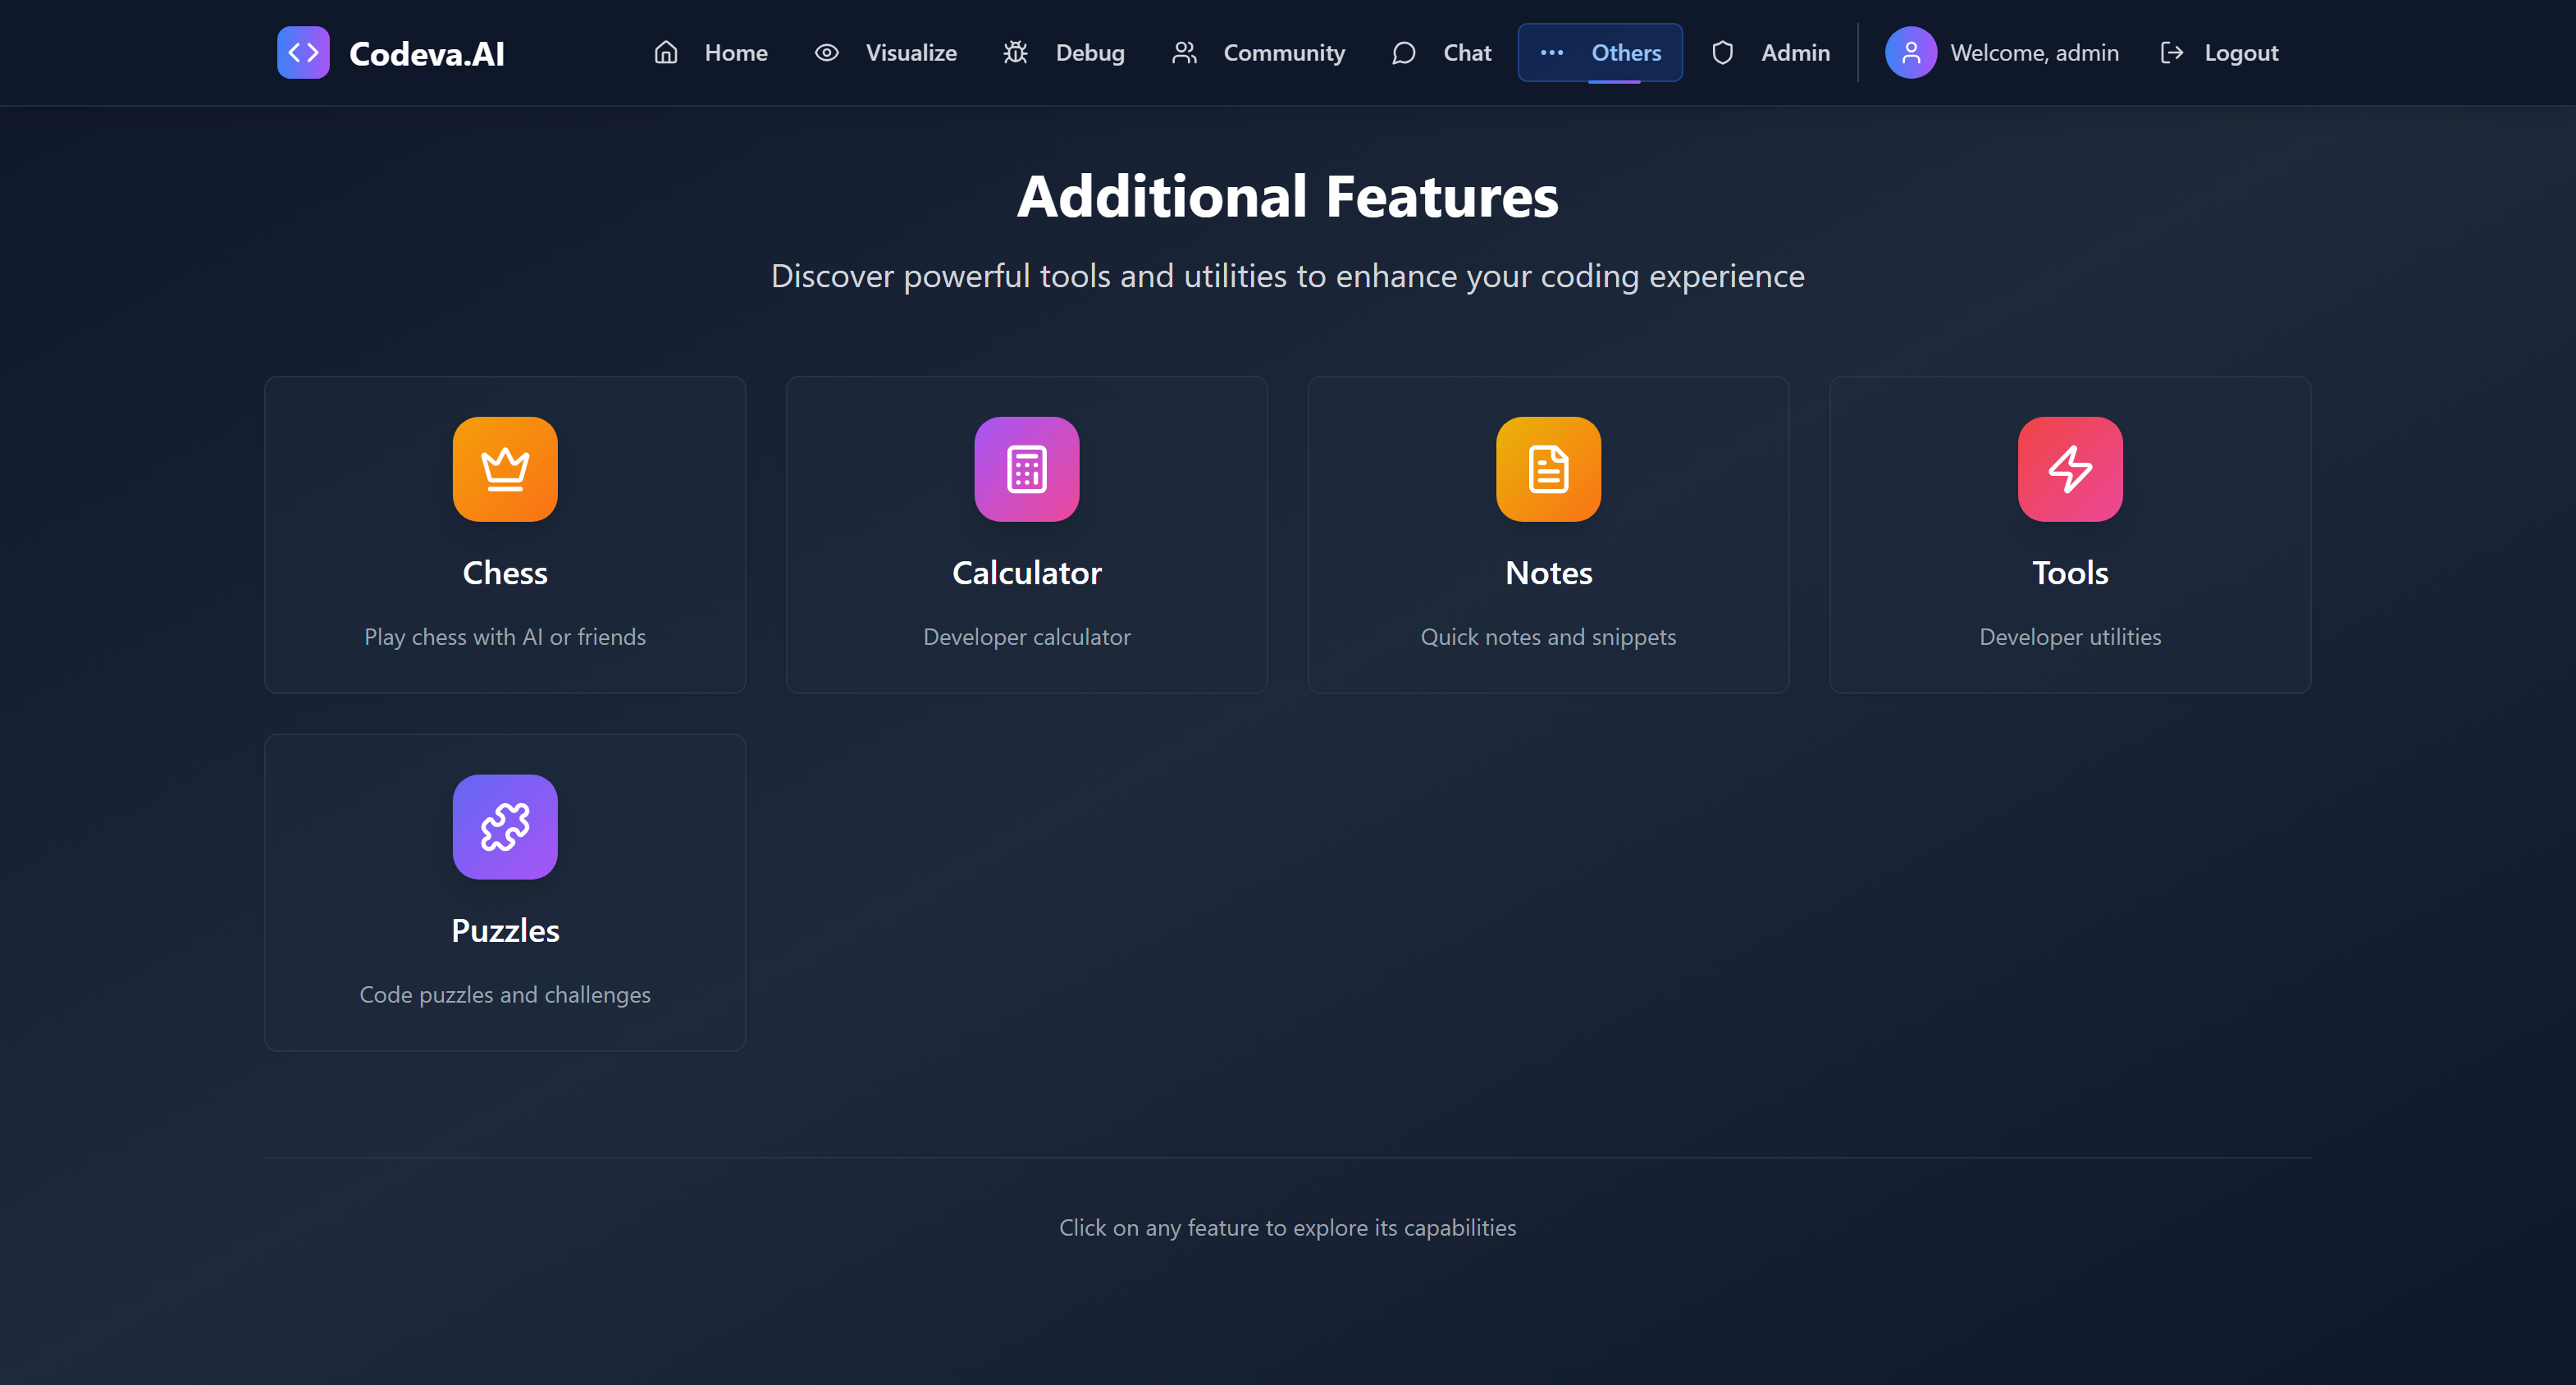 Codeva.AI Home Visualize Debug Community Chat Others Admin Welcome, admin Logout
Additional Features
Discover powerful tools and utilities to enhance your coding experience
Chess Calculator Notes Tools
Play chess with AI or friends Developer calculator Quick notes and snippets Developer utilities
Puzzles
Code puzzles and challenges
Click on any feature to explore its capabilities